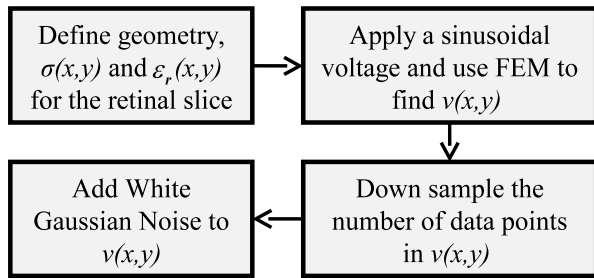 Define geometry,
σ(x,y) and εr(x,y)
for the retinal slice
Apply a sinusoidal
voltage and use FEM to
find v(x,y)
Down sample the
number of data points
in v(x,y)
Add White
Gaussian Noise to
v(x,y)